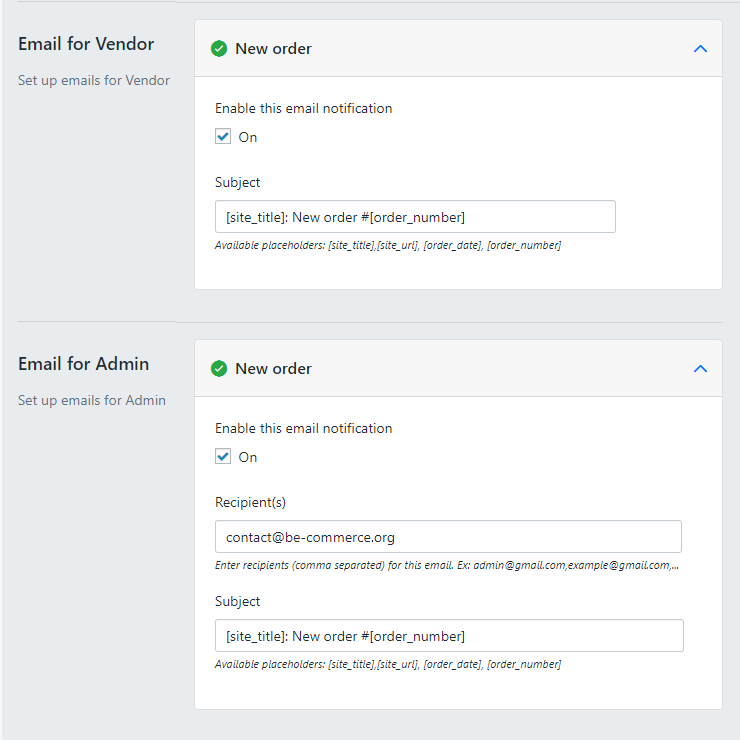 Email for Vendor
Set up emails for Vendor
New order
Enable this email notification
On
Subject
[site_title]: New order #[order_number]
Available placeholders: [site_title],[site_url], [order_date], [order_number]
Email for Admin
Set up emails for Admin
New order
Enable this email notification
On
Recipient(s)
contact@be-commerce.org
Enter recipients (comma separated) for this email. Ex: admin@gmail.com,example@gmail.com,...
Subject
[site_title]: New order #[order_number]
Available placeholders: [site_title],[site_url], [order_date], [order_number]